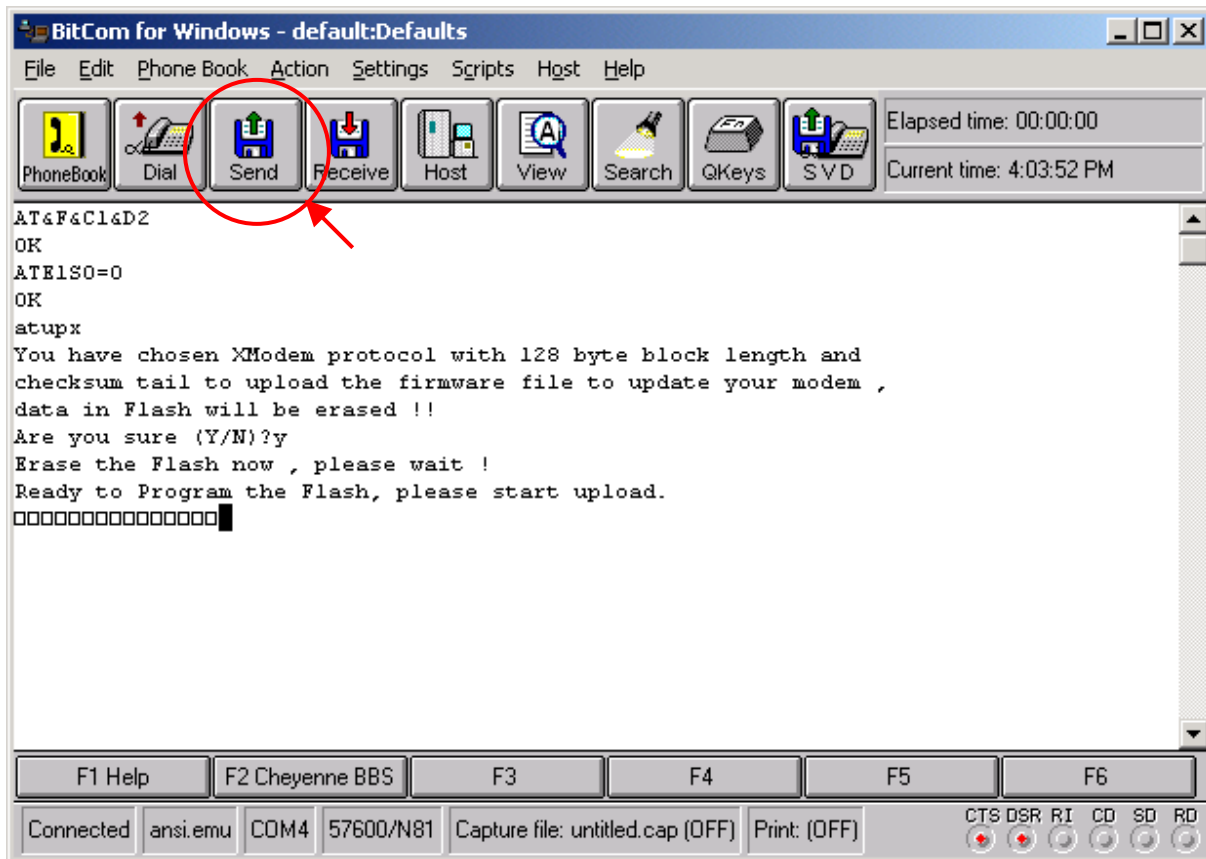 BitCom for Windows - default:Defaults
File Edit Phone Book Action Settings Scripts Host Help
PhoneBook Dial Send Receive Host View Search QKeys SVD
Elapsed time: 00:00:00
Current time: 4:03:52 PM
AT&F&C1&D2
OK
ATE1S0=0
OK
atupx
You have chosen XModem protocol with 128 byte block length and
checksum tail to upload the firmware file to update your modem ,
data in Flash will be erased !!
Are you sure (Y/N)?y
Erase the Flash now , please wait !
Ready to Program the Flash, please start upload.
□□□□□□□□□□□□□□□
F1 Help F2 Cheyenne BBS F3 F4 F5 F6
Connected ansi.emu COM4 57600/N81 Capture file: untitled.cap (OFF) Print: (OFF) CTS DSR RI CD SD RD